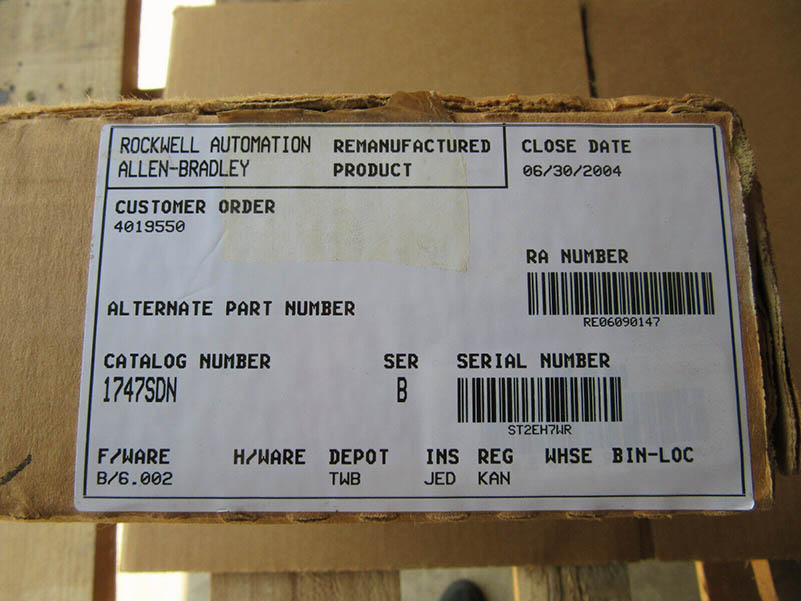 ROCKWELL AUTOMATION REMANUFACTURED CLOSE DATE
ALLEN-BRADLEY PRODUCT 06/30/2004
CUSTOMER ORDER
4019550
RA NUMBER
RE06090147
ALTERNATE PART NUMBER
CATALOG NUMBER SER SERIAL NUMBER
1747SDN B
ST2EH7WR
F/WARE H/WARE DEPOT INS REG WHSE BIN-LOC
B/6.002 TWB JED KAN